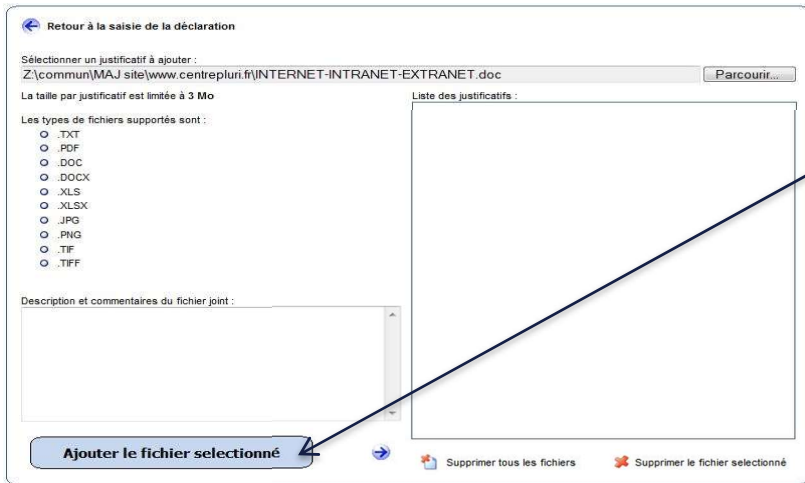 Retour à la saisie de la déclaration
Sélectionner un justificatif à ajouter :
Z:\commun\MAJ site\www.centrepluri.fr\INTERNET-INTRANET-EXTRANET.doc
Parcourir...
La taille par justificatif est limitée à 3 Mo
Les types de fichiers supportés sont :
.TXT
.PDF
.DOC
.DOCX
.XLS
.XLSX
.JPG
.PNG
.TIF
.TIFF
Description et commentaires du fichier joint :
Ajouter le fichier selectionné
Liste des justificatifs :
Supprimer tous les fichiers
Supprimer le fichier selectionné